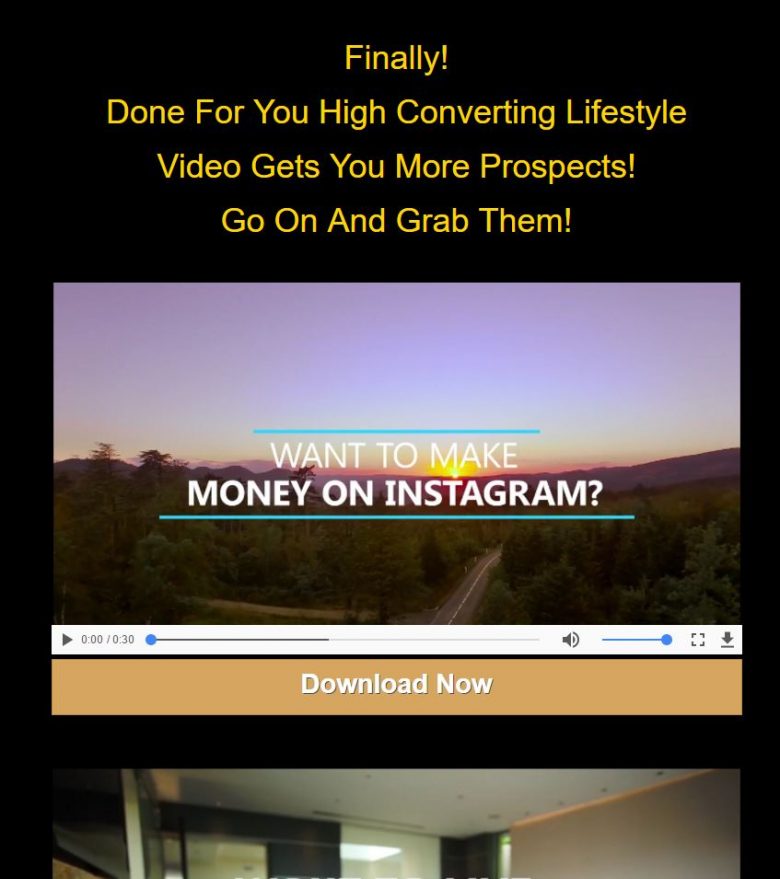 Finally!
Done For You High Converting Lifestyle
Video Gets You More Prospects!
Go On And Grab Them!
WANT TO MAKE
MONEY ON INSTAGRAM?
0:00 / 0:30
Download Now